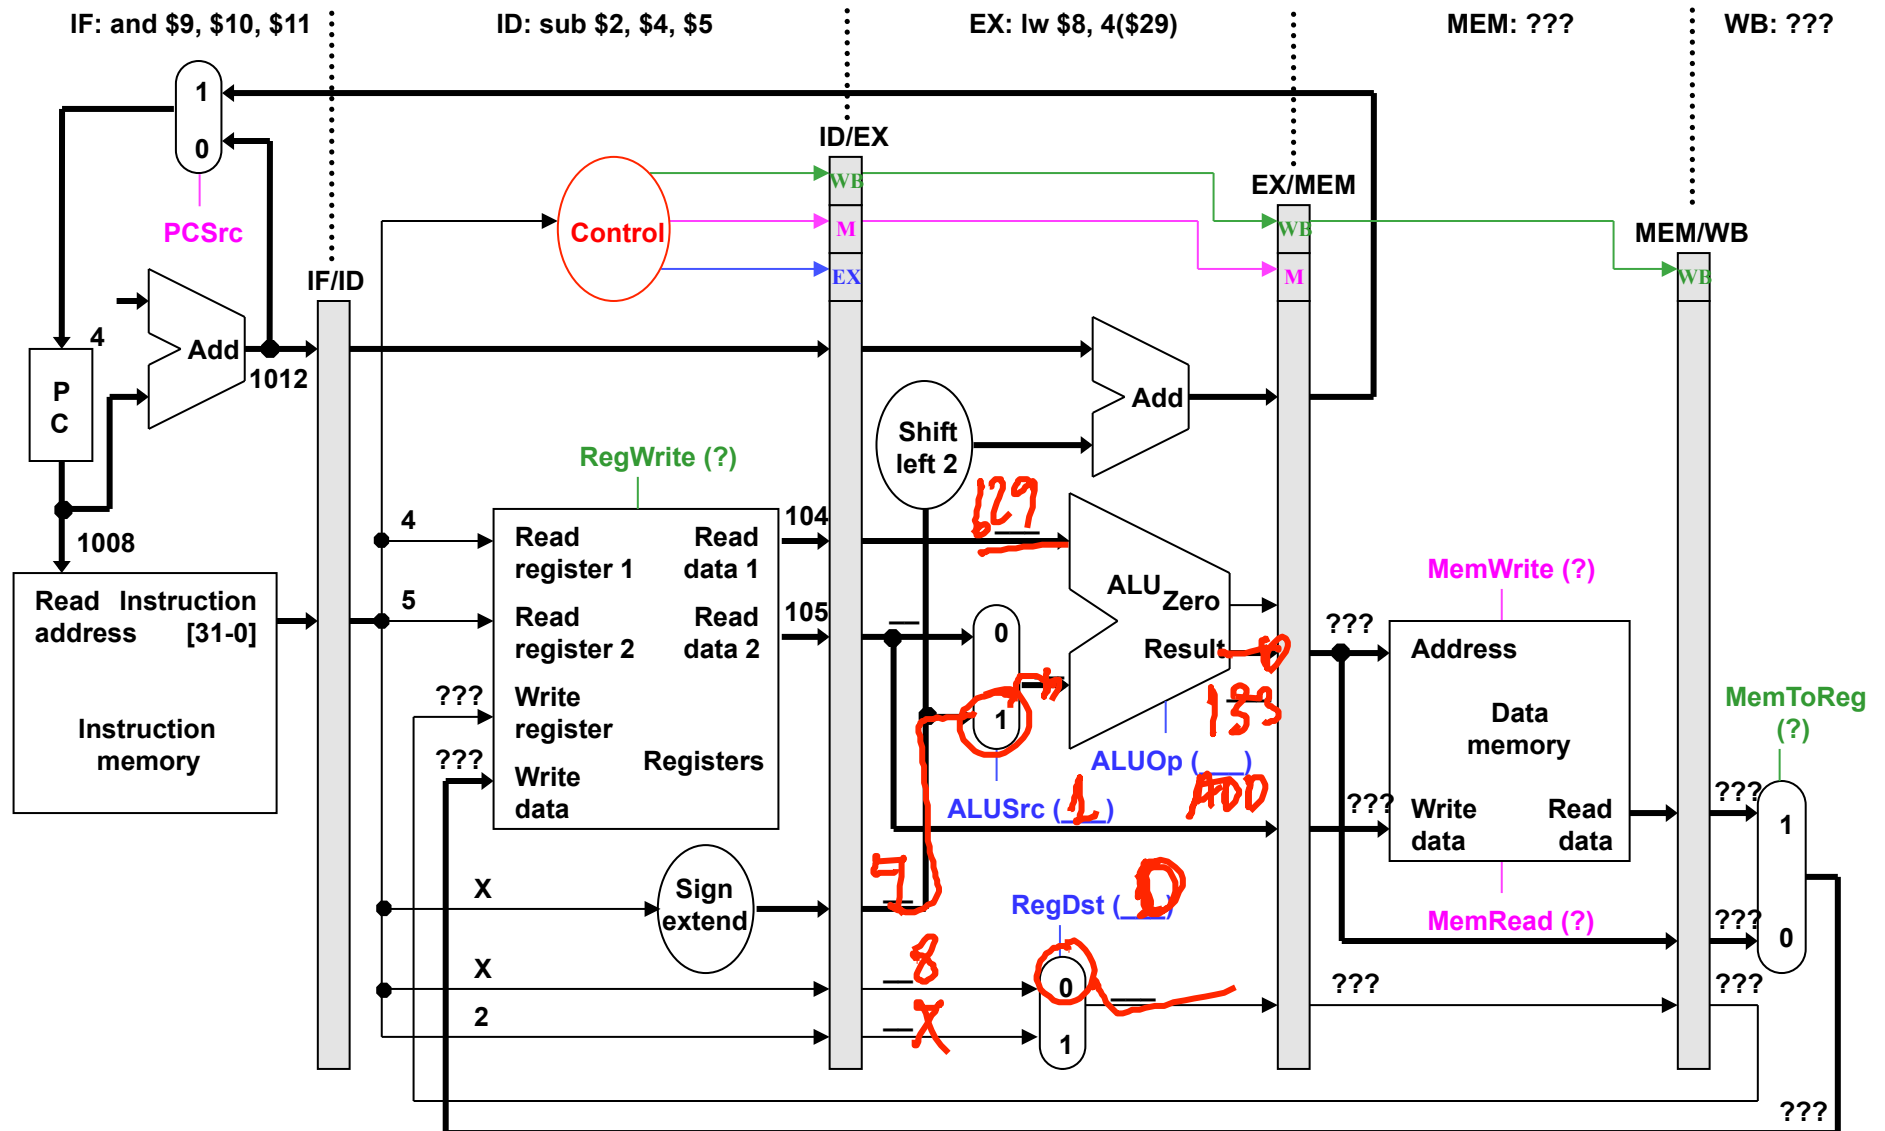 IF: and $9, $10, $11
ID: sub $2, $4, $5
EX: lw $8, 4($29)
MEM: ???
WB: ???
1
0
PCSrc
ID/EX
WB
M
EX
Control
EX/MEM
WB
M
MEM/WB
WB
IF/ID
4
Add
1012
P
C
1008
Add
Shift
left 2
RegWrite (?)
4
5
Read
register 1
Read
data 1
104
Read
register 2
Read
data 2
105
???
Write
register
???
Write
data
Registers
Read
address
Instruction
[31-0]
Instruction
memory
129
0
1
ALU
Zero
Result
133
ALUSrc (1)
ALUOp (___)
ADD
???
MemWrite (?)
Address
Data
memory
???
Write
data
Read
data
MemRead (?)
MemToReg
(?)
???
1
???
0
X
Sign
extend
RegDst (0)
X
8
0
2
X
1
???
???
???